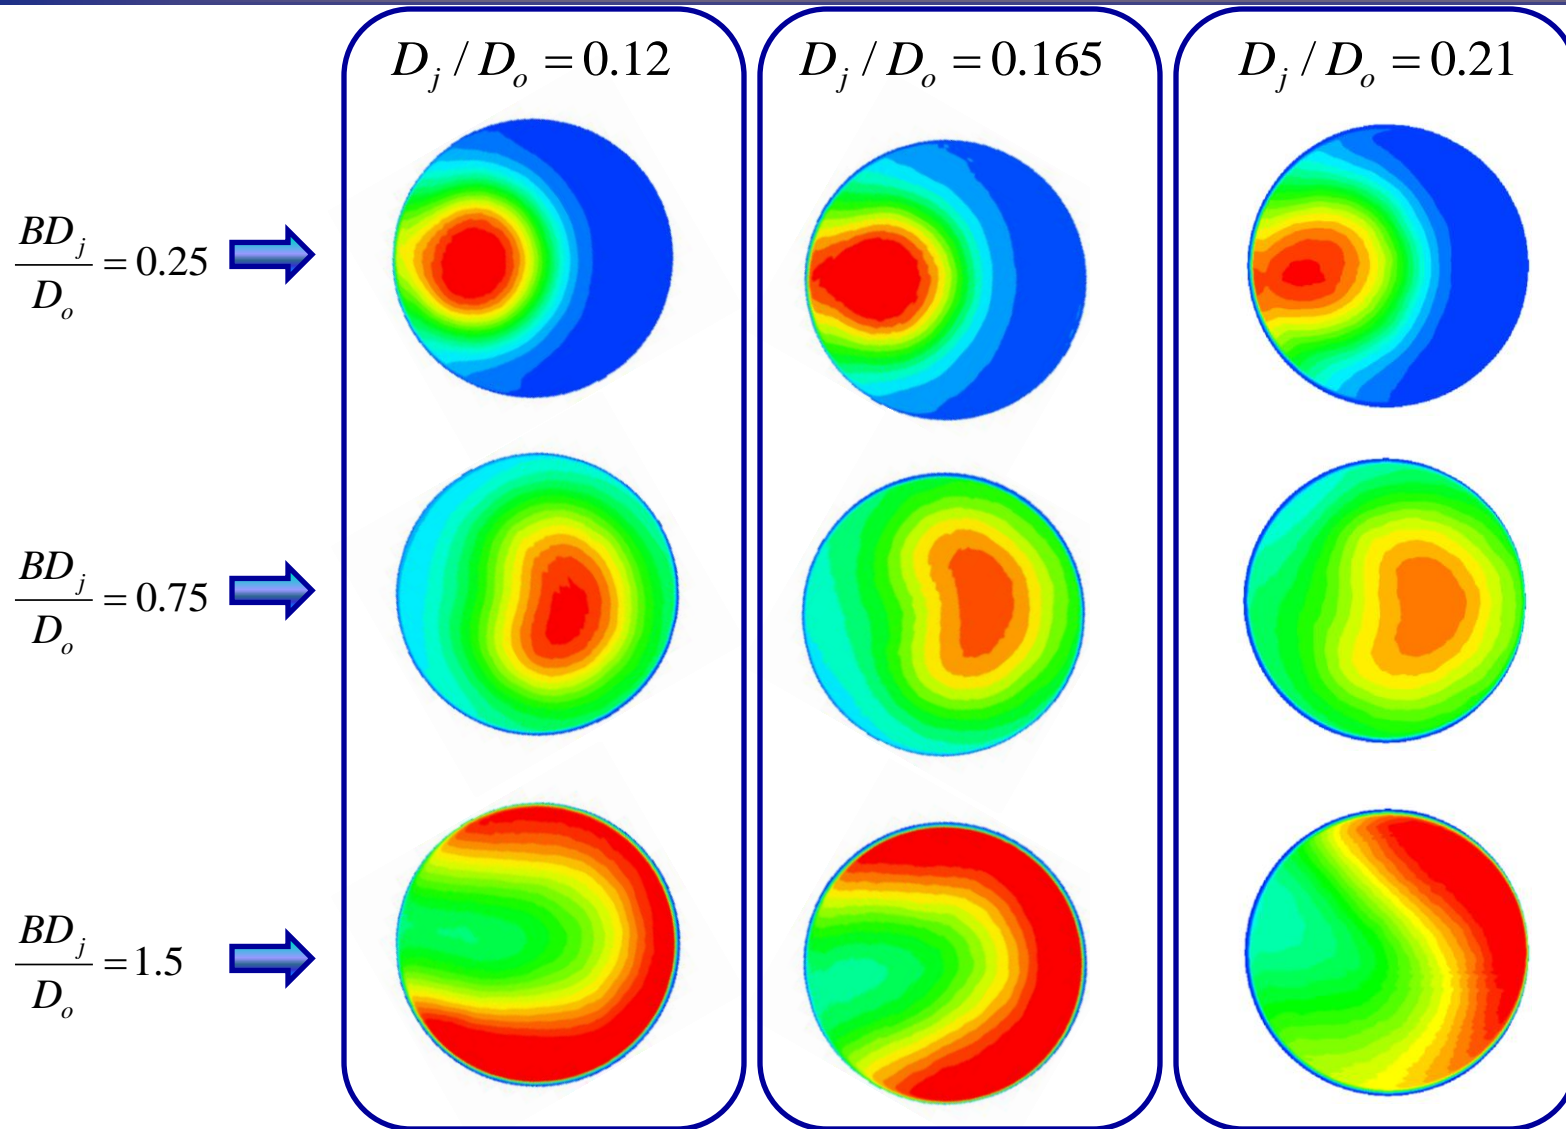 D_j / D_o = 0.12
D_j / D_o = 0.165
D_j / D_o = 0.21
BD_j / D_o = 0.25
BD_j / D_o = 0.75
BD_j / D_o = 1.5